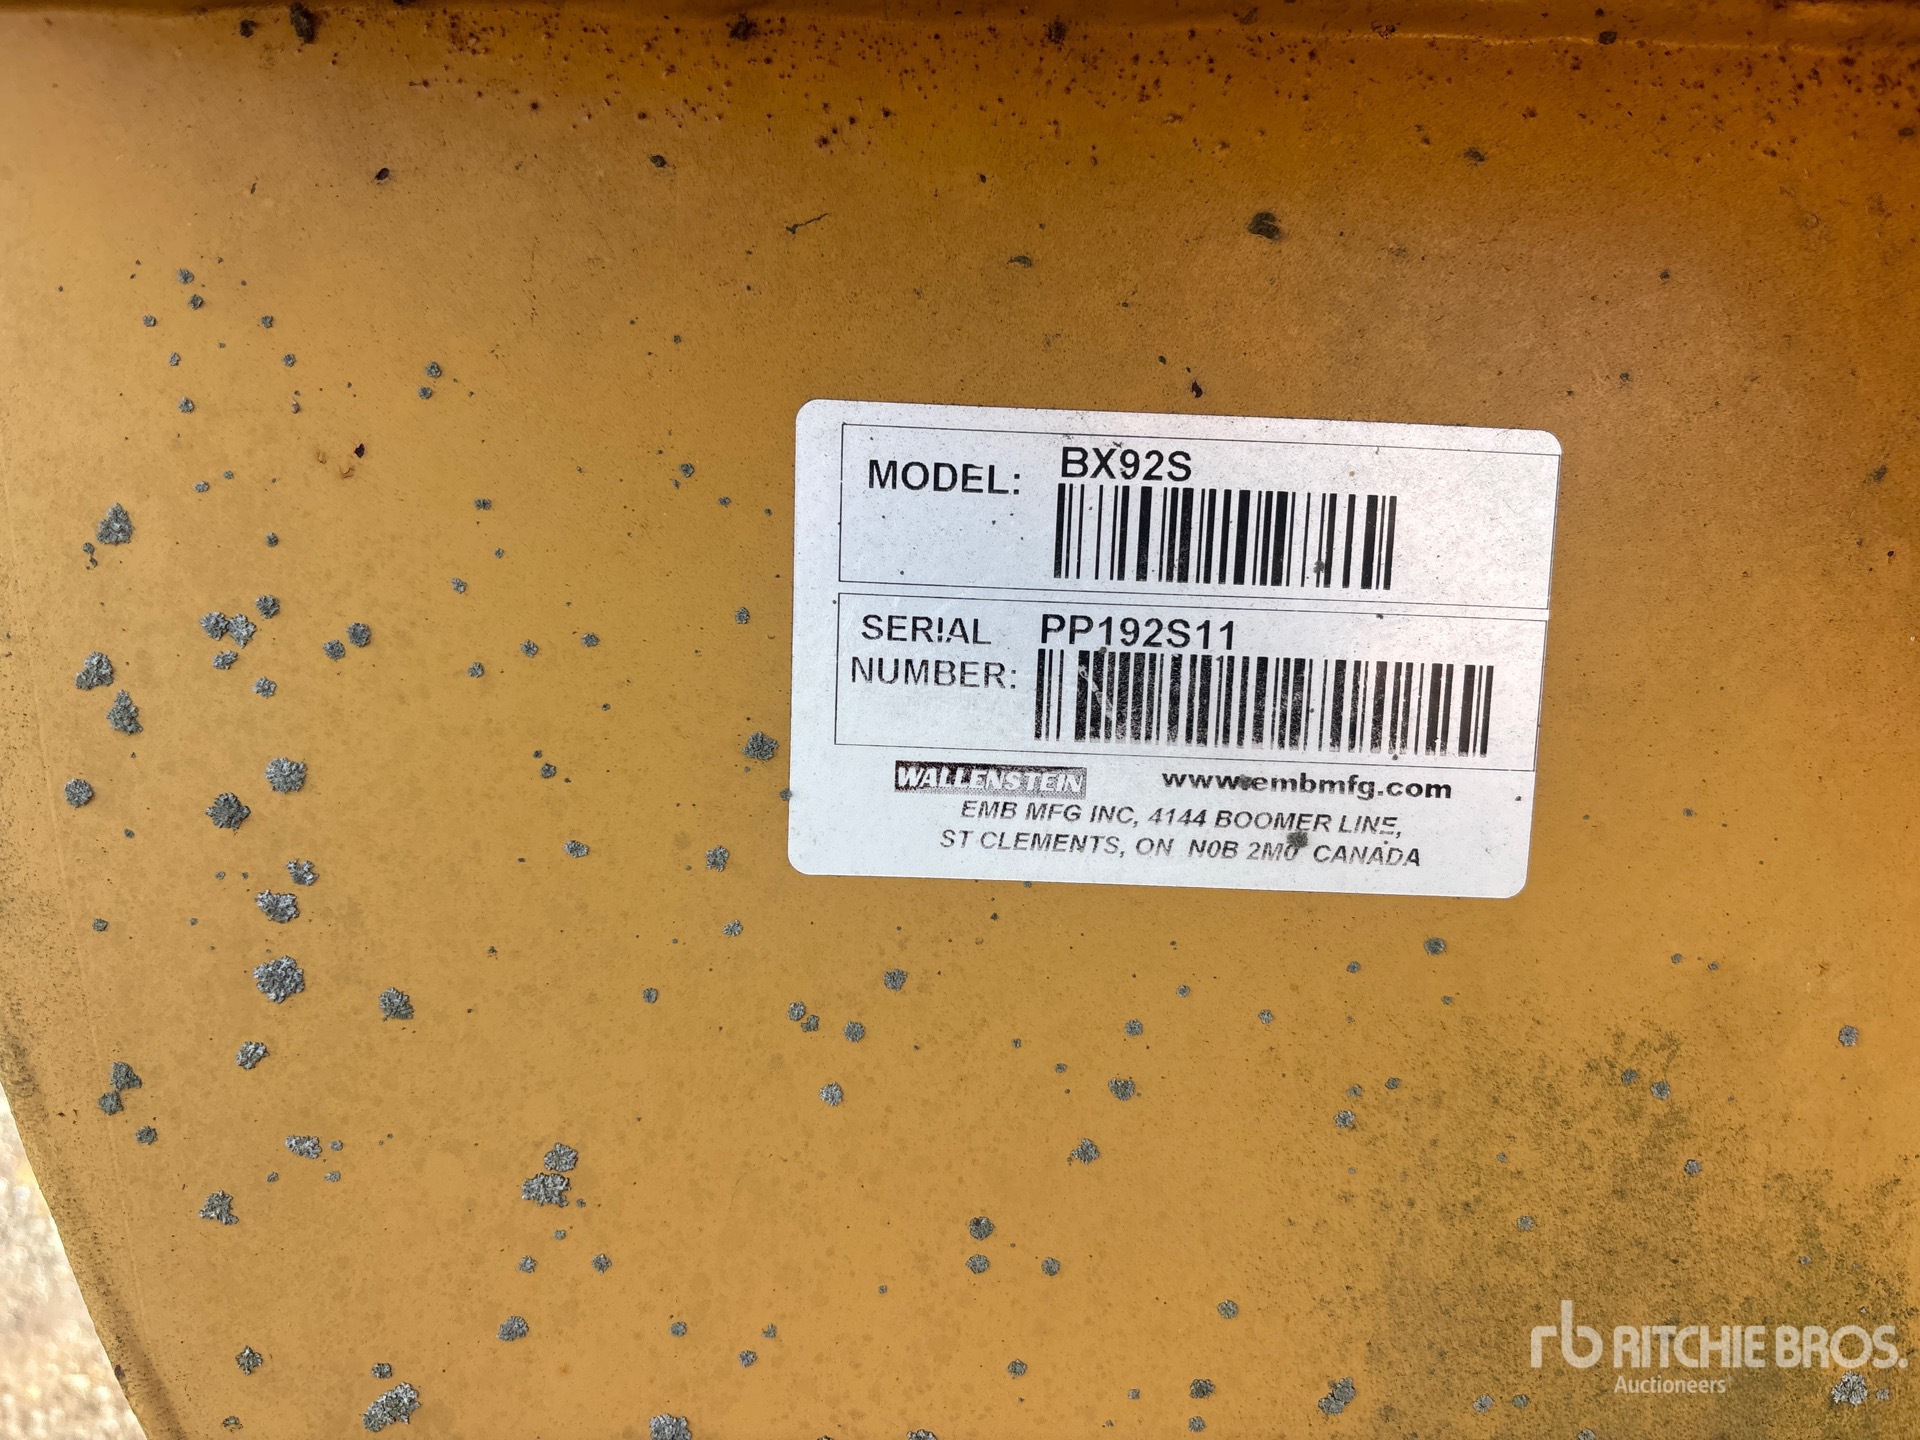 MODEL: BX92S
SERIAL NUMBER: PP192S11
WALLENSTEIN www.embmfg.com
EMB MFG INC, 4144 BOOMER LINE,
ST CLEMENTS, ON N0B 2M0 CANADA
rb RITCHIE BROS.
Auctioneers